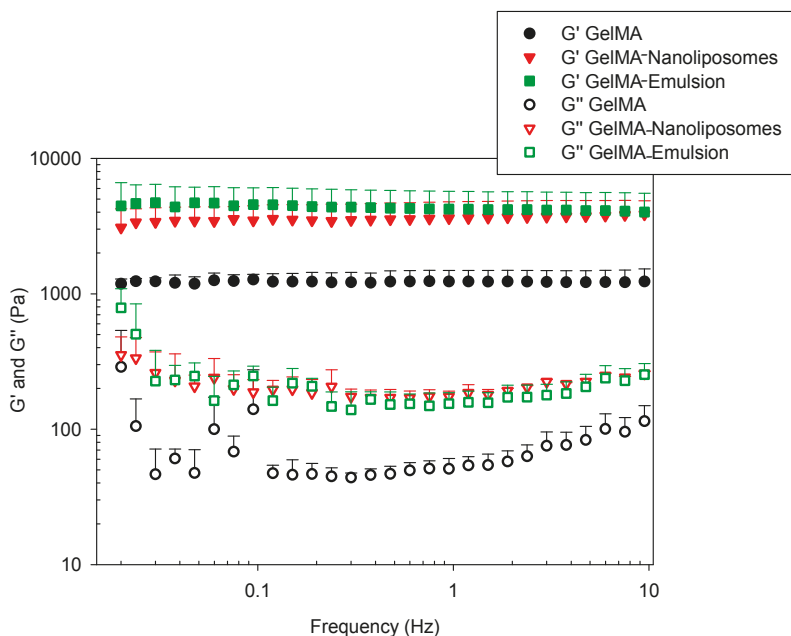 G' GelMA
G' GelMA-Nanoliposomes
G' GelMA-Emulsion
G'' GelMA
G'' GelMA-Nanoliposomes
G'' GelMA-Emulsion
10000
1000
100
10
G' and G'' (Pa)
0.1
1
10
Frequency (Hz)